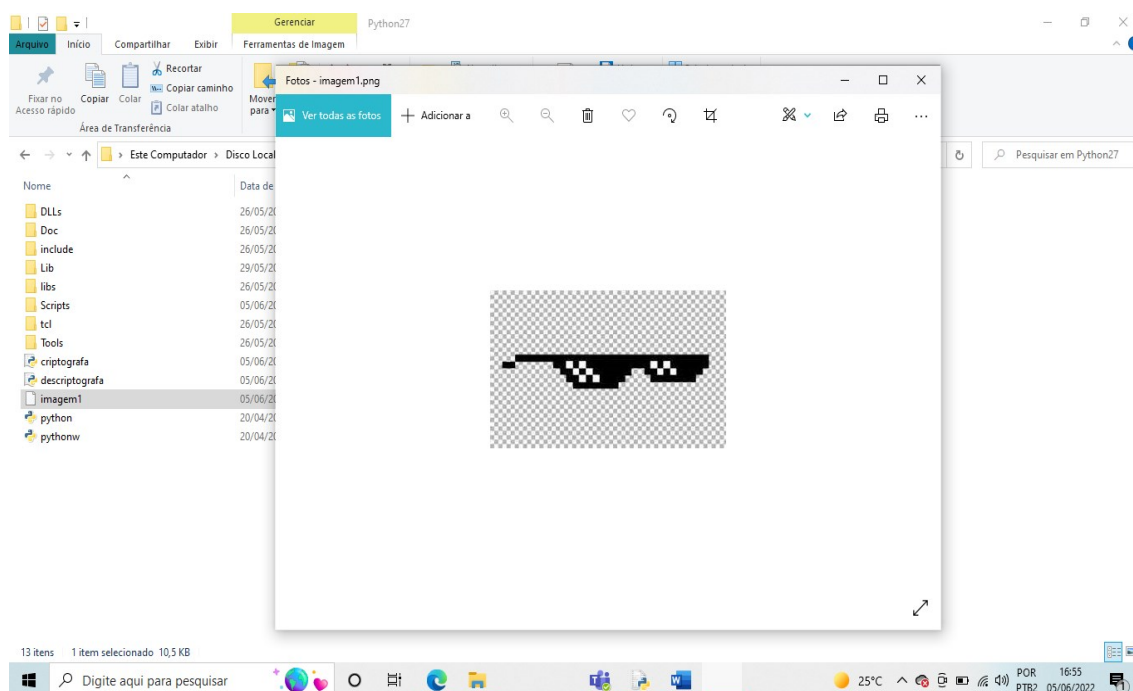 Gerenciar Python27
Arquivo Início Compartilhar Exibir Ferramentas de Imagem
Fixar no Acesso rápido
Copiar
Colar
Recortar
Copiar caminho
Colar atalho
Mover para
Área de Transferência
Fotos - imagem1.png
Ver todas as fotos Adicionar a
Este Computador Disco Local
Pesquisar em Python27
Nome Data de
DLLs 26/05/20
Doc 26/05/20
include 26/05/20
Lib 29/05/20
libs 26/05/20
Scripts 05/06/20
tcl 26/05/20
Tools 26/05/20
criptografa 05/06/20
descriptografa 05/06/20
imagem1 05/06/20
python 20/04/20
pythonw 20/04/20
13 itens 1 item selecionado 10,5 KB
Digite aqui para pesquisar 25°C POR 16:55
PTB2 05/06/2022